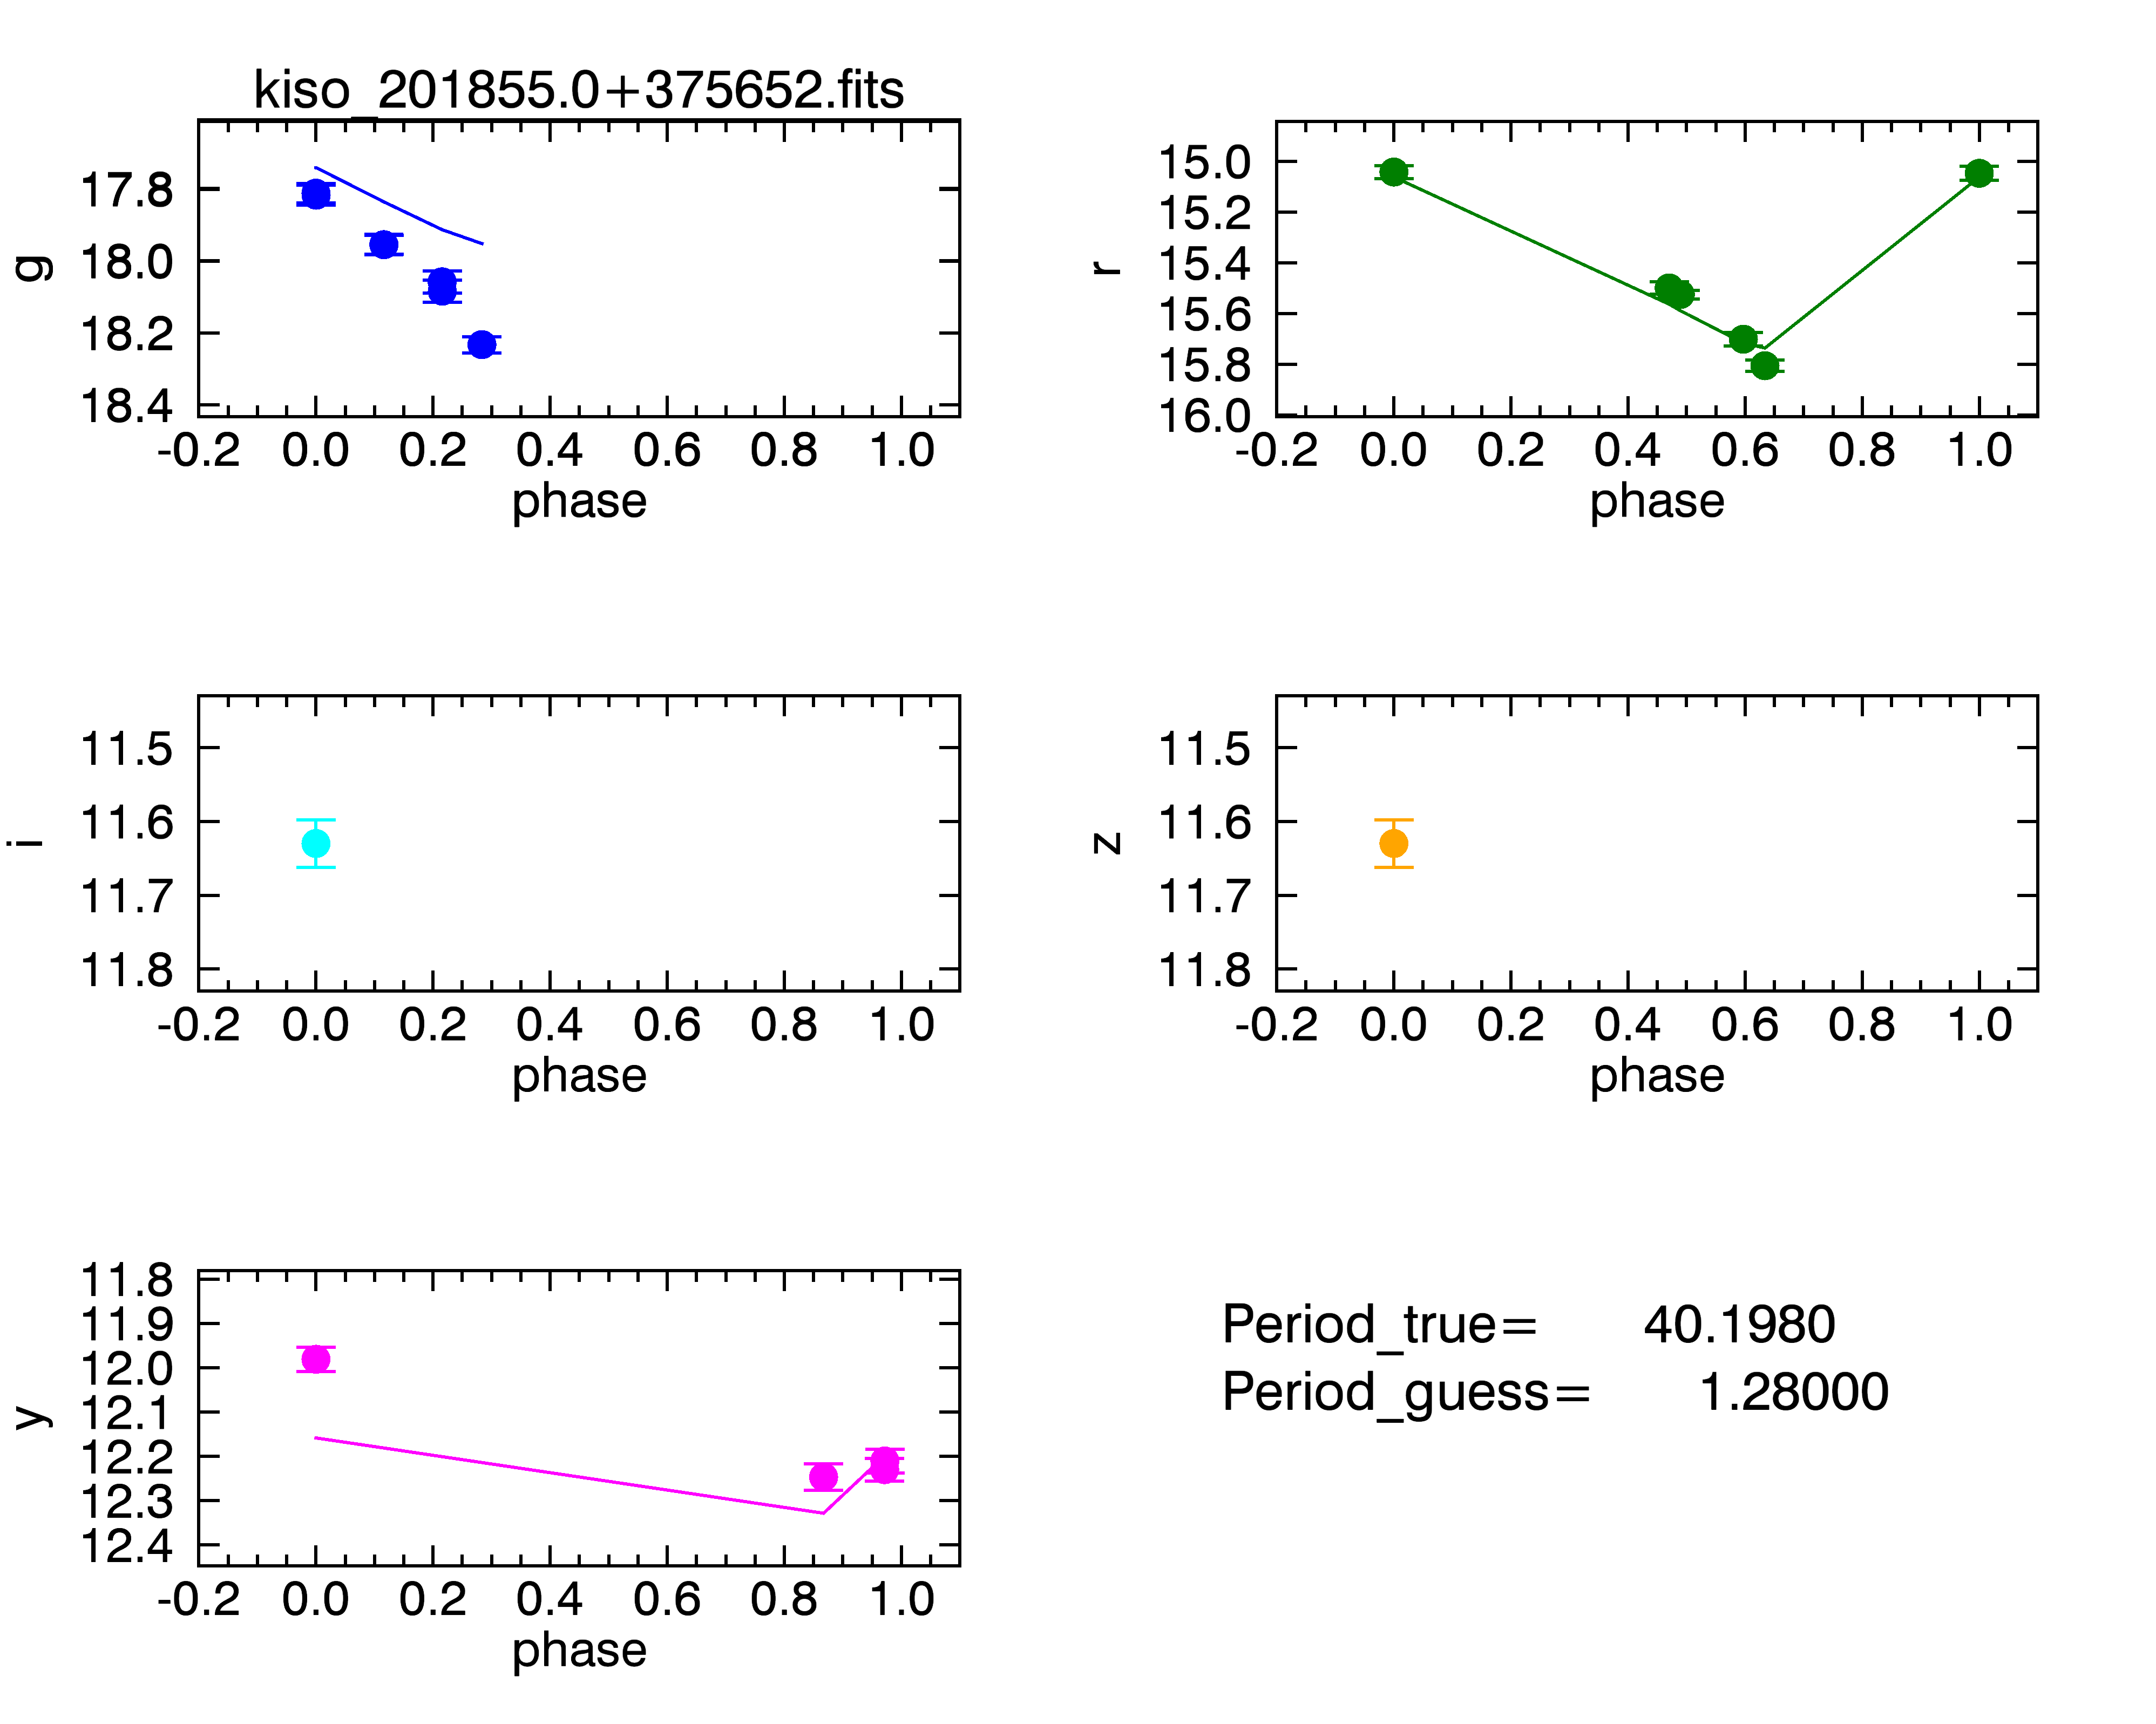 kiso_201855.0+375652.fits
g
17.8
18.0
18.2
18.4
-0.2 0.0 0.2 0.4 0.6 0.8 1.0
phase
r
15.0
15.2
15.4
15.6
15.8
16.0
-0.2 0.0 0.2 0.4 0.6 0.8 1.0
phase
i
11.5
11.6
11.7
11.8
-0.2 0.0 0.2 0.4 0.6 0.8 1.0
phase
z
11.5
11.6
11.7
11.8
-0.2 0.0 0.2 0.4 0.6 0.8 1.0
phase
y
11.8
11.9
12.0
12.1
12.2
12.3
12.4
-0.2 0.0 0.2 0.4 0.6 0.8 1.0
phase
Period_true= 40.1980
Period_guess= 1.28000